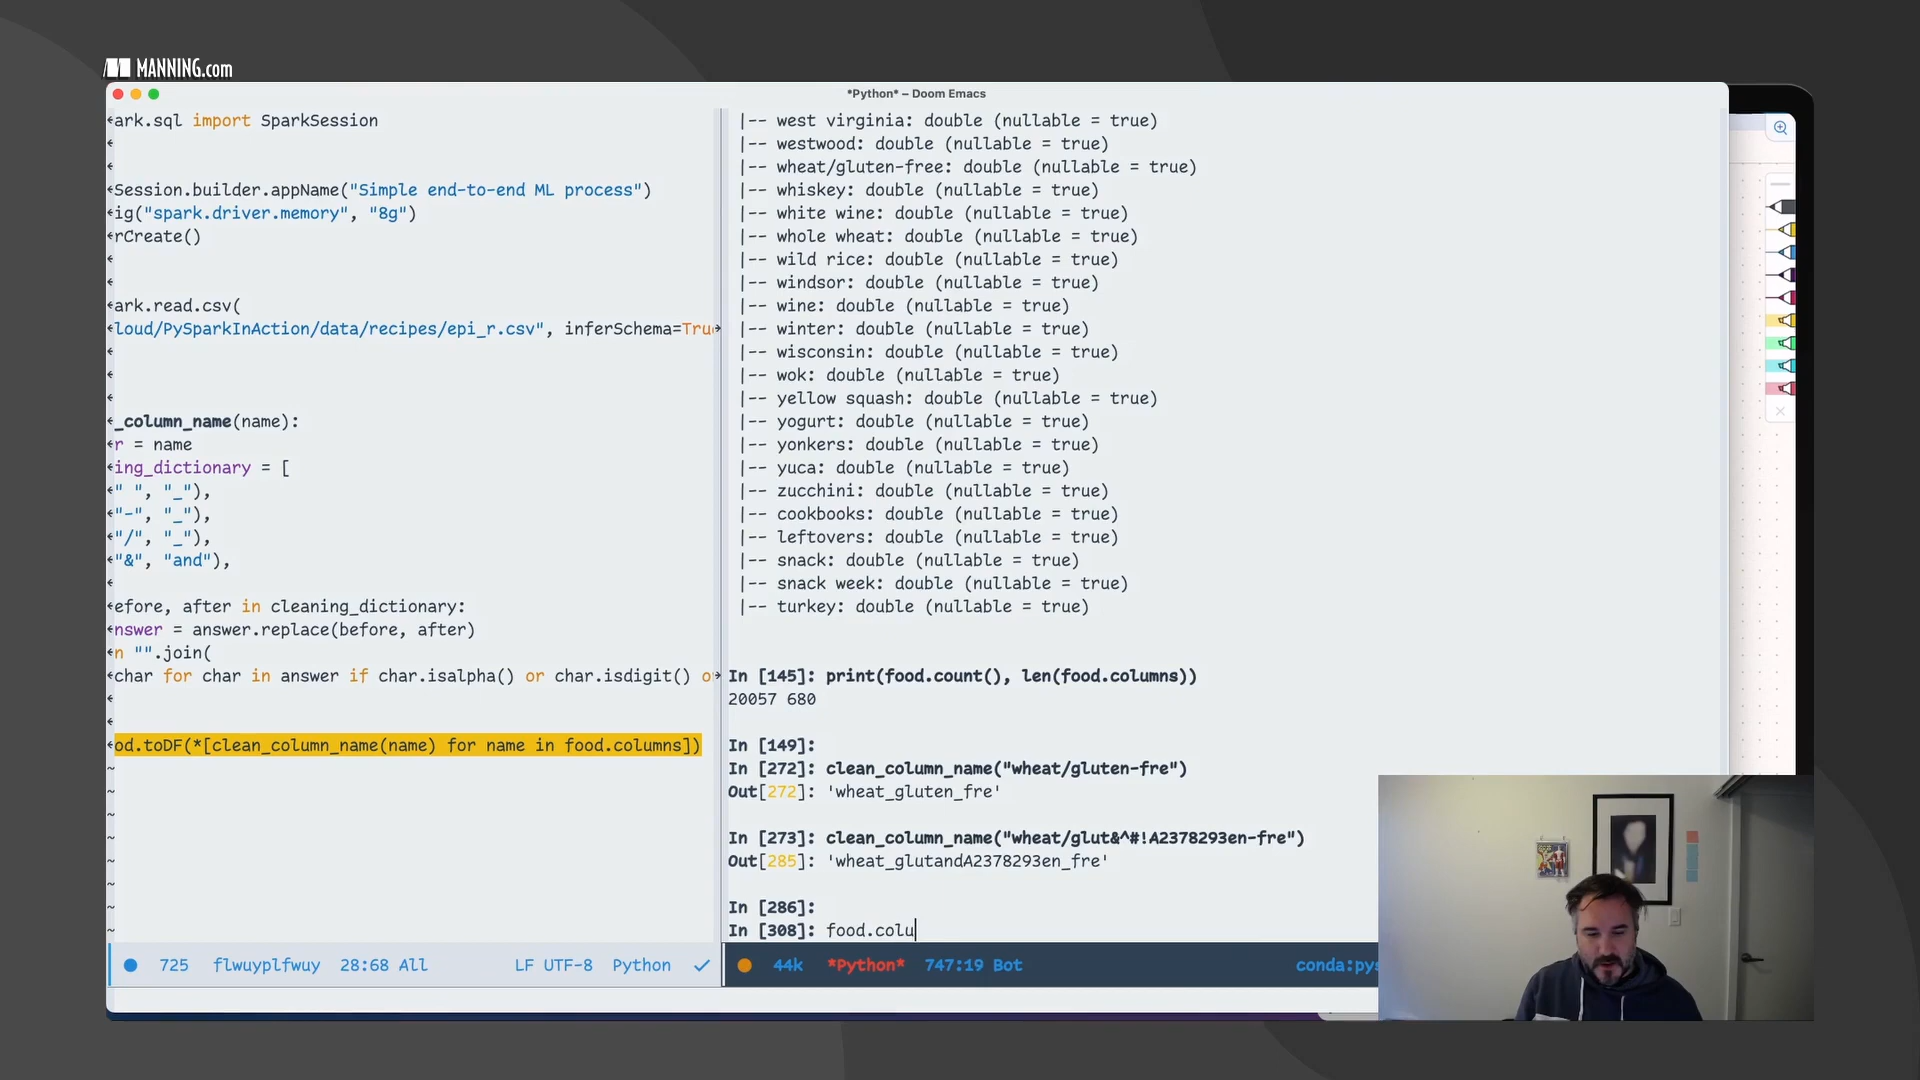 MANNING.com
*Python* – Doom Emacs
ark.sql import SparkSession
Session.builder.appName("Simple end-to-end ML process")
ig("spark.driver.memory", "8g")
rCreate()
ark.read.csv(
loud/PySparkInAction/data/recipes/epi_r.csv", inferSchema=Tru
_column_name(name):
r = name
ing_dictionary = [
" ", "_"),
"-", "_"),
"/", "_"),
"&", "and"),
efore, after in cleaning_dictionary:
nswer = answer.replace(before, after)
n "".join(
char for char in answer if char.isalpha() or char.isdigit() o
od.toDF(*[clean_column_name(name) for name in food.columns])
~
~
~
~
~
~
~
~
725 flwuyplfwuy 28:68 All LF UTF-8 Python
|-- west virginia: double (nullable = true)
|-- westwood: double (nullable = true)
|-- wheat/gluten-free: double (nullable = true)
|-- whiskey: double (nullable = true)
|-- white wine: double (nullable = true)
|-- whole wheat: double (nullable = true)
|-- wild rice: double (nullable = true)
|-- windsor: double (nullable = true)
|-- wine: double (nullable = true)
|-- winter: double (nullable = true)
|-- wisconsin: double (nullable = true)
|-- wok: double (nullable = true)
|-- yellow squash: double (nullable = true)
|-- yogurt: double (nullable = true)
|-- yonkers: double (nullable = true)
|-- yuca: double (nullable = true)
|-- zucchini: double (nullable = true)
|-- cookbooks: double (nullable = true)
|-- leftovers: double (nullable = true)
|-- snack: double (nullable = true)
|-- snack week: double (nullable = true)
|-- turkey: double (nullable = true)
In [145]: print(food.count(), len(food.columns))
20057 680
In [149]:
In [272]: clean_column_name("wheat/gluten-fre")
Out[272]: 'wheat_gluten_fre'
In [273]: clean_column_name("wheat/glut&^#!A2378293en-fre")
Out[285]: 'wheat_glutandA2378293en_fre'
In [286]:
In [308]: food.colu
44k *Python* 747:19 Bot conda:pys